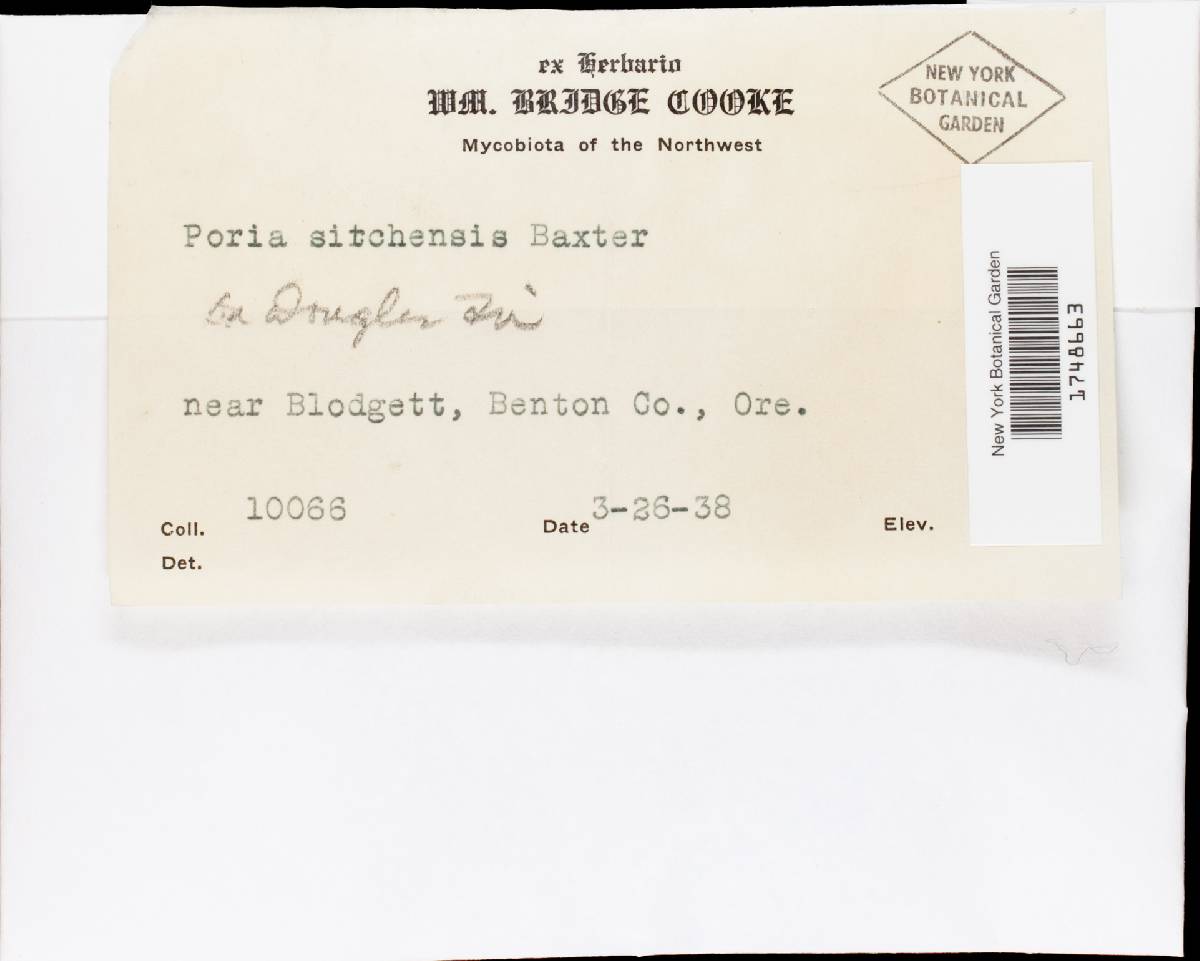 ex Herbario
WM. BRIDGE COOKE
Mycobiota of the Northwest
NEW YORK
BOTANICAL
GARDEN
Poria sitchensis Baxter
on Douglas Fir
near Blodgett, Benton Co., Ore.
Coll. 10066
Date 3-26-38
Elev.
Det.
New York Botanical Garden
1748663